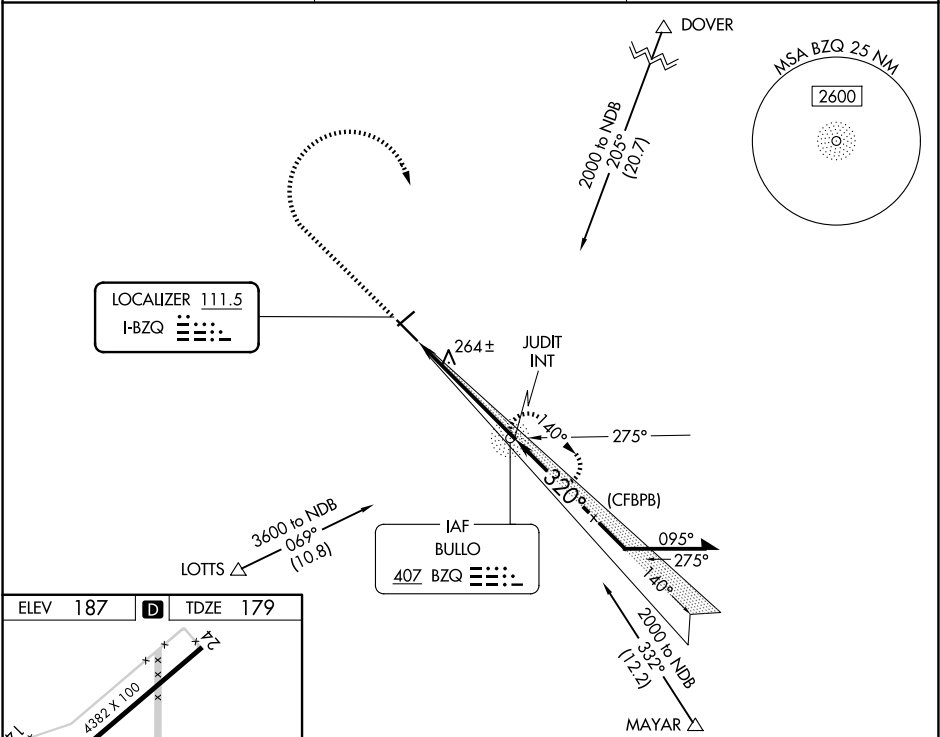 DOVER
2000 to NDB
205°
(20.7)
MSA BZQ 25 NM
2600
LOCALIZER 111.5
I-BZQ
264±
JUDIT
INT
140°
275°
320°
(CFBPB)
095°
275°
140°
3600 to NDB
069°
(10.8)
LOTTS
IAF
BULLO
407 BZQ
2000 to NDB
332°
(12.2)
MAYAR
ELEV 187 D TDZE 179
24
4382 X 100
14